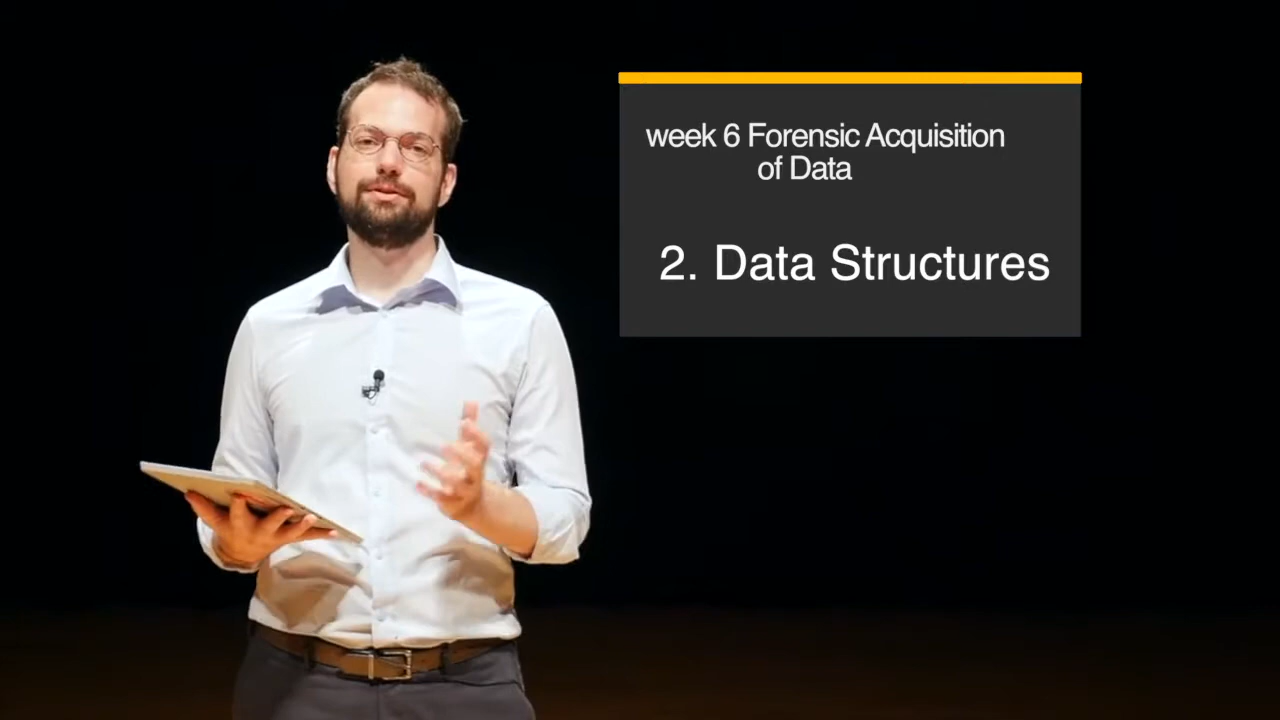 week 6 Forensic Acquisition
of Data
2. Data Structures